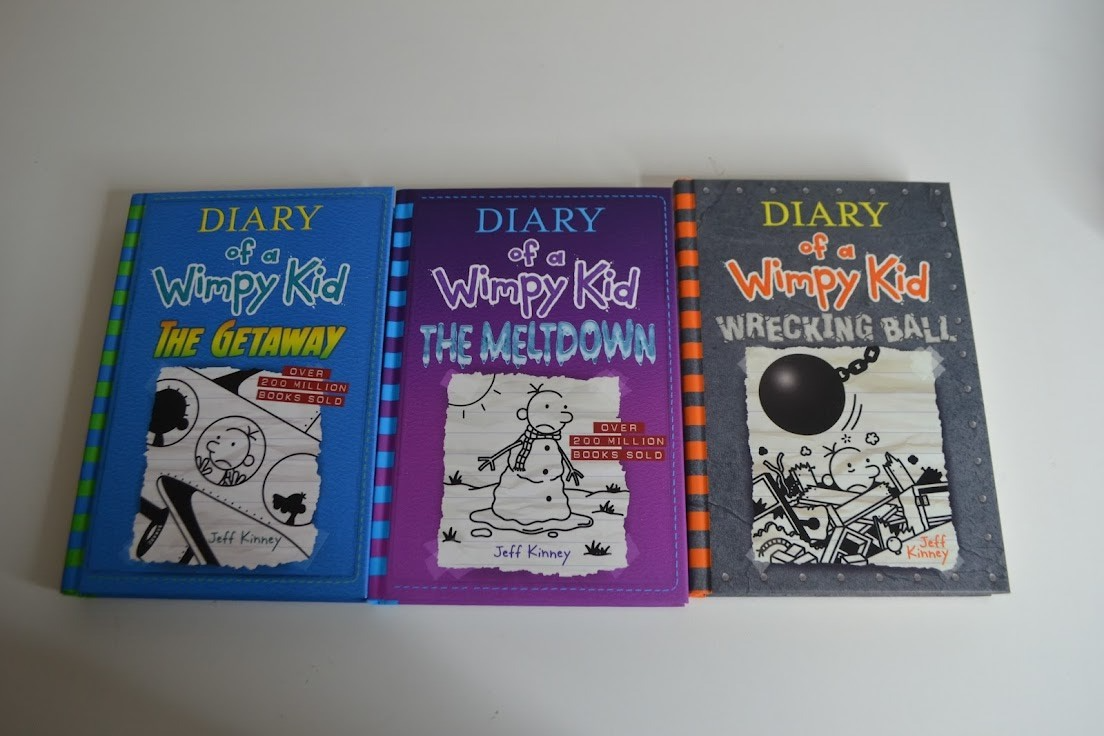 DIARY
of a
Wimpy Kid
THE GETAWAY
OVER
200 MILLION
BOOKS SOLD
Jeff Kinney
DIARY
of a
Wimpy Kid
THE MELTDOWN
OVER
200 MILLION
BOOKS SOLD
Jeff Kinney
DIARY
of a
Wimpy Kid
WRECKING BALL
Jeff
Kinney